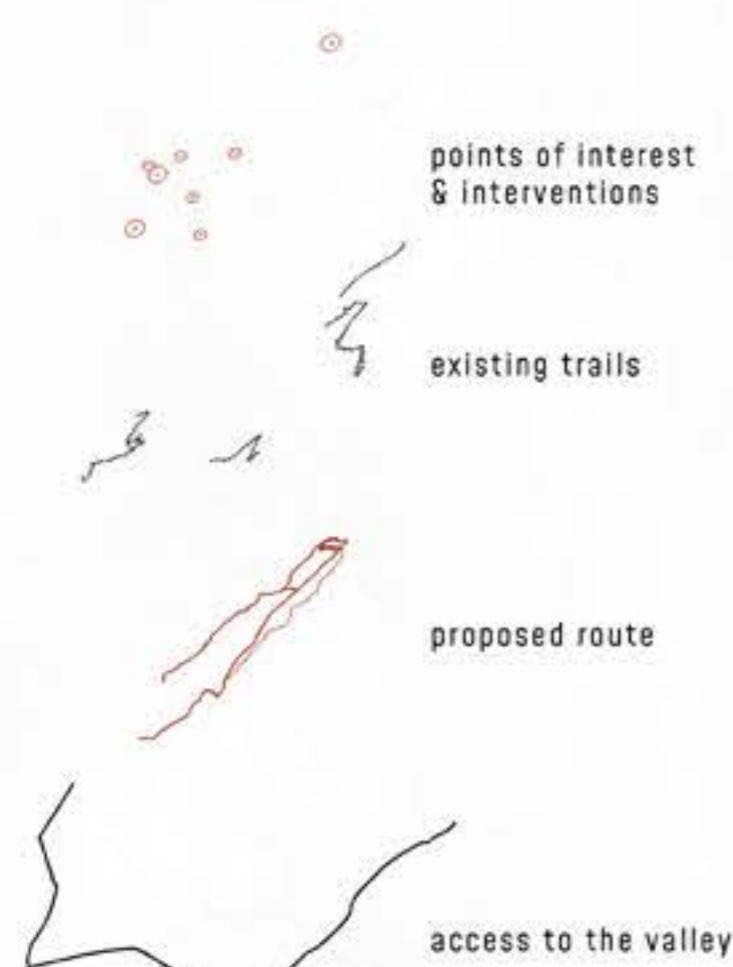 points of interest
& interventions
existing trails
proposed route
access to the valley